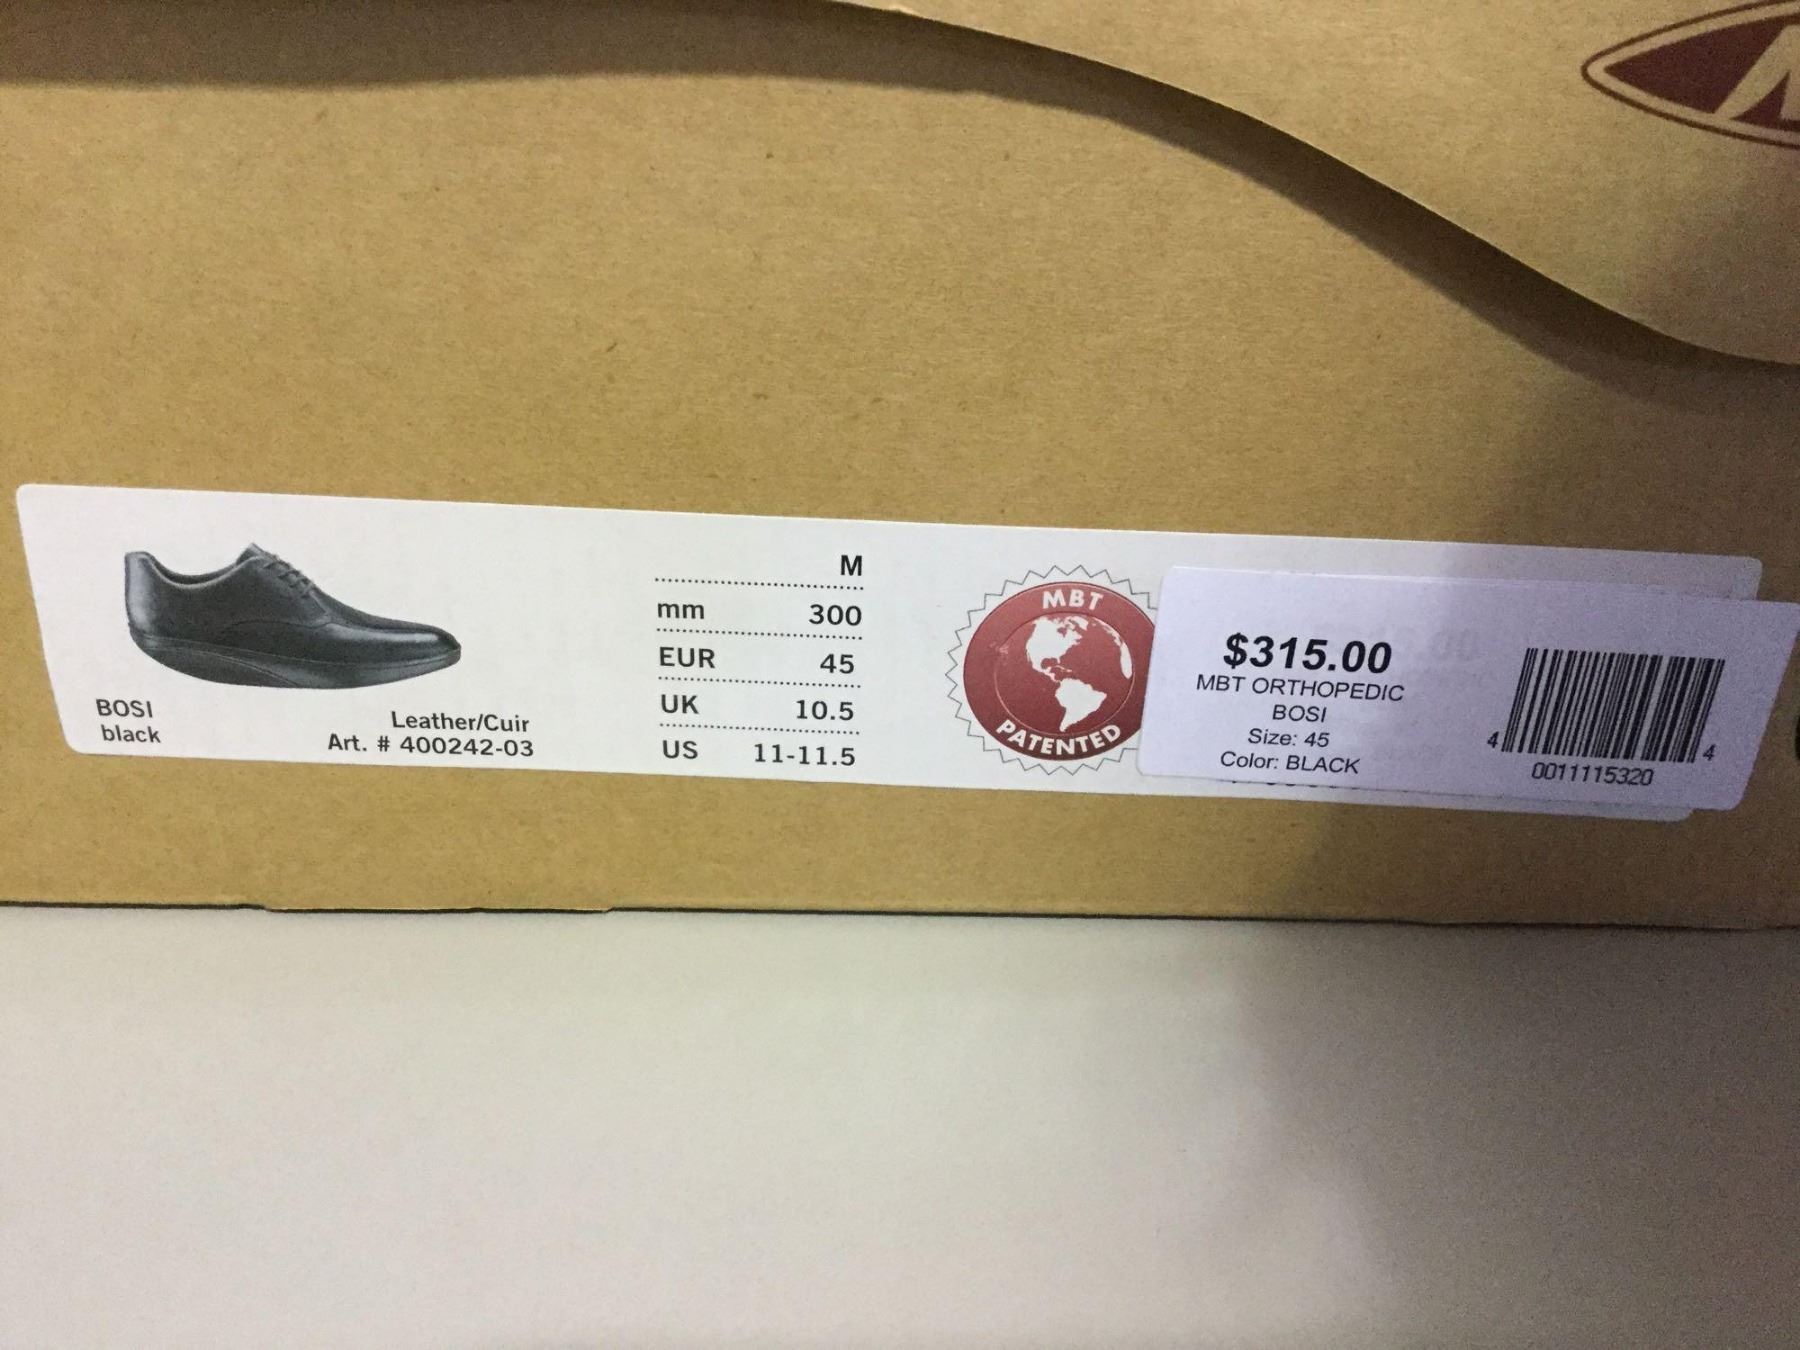 BOSI
black
Leather/Cuir
Art. # 400242-03
M
mm 300
EUR 45
UK 10.5
US 11-11.5
MBT
PATENTED
$315.00
MBT ORTHOPEDIC
BOSI
Size: 45
Color: BLACK
4 4
0011115320